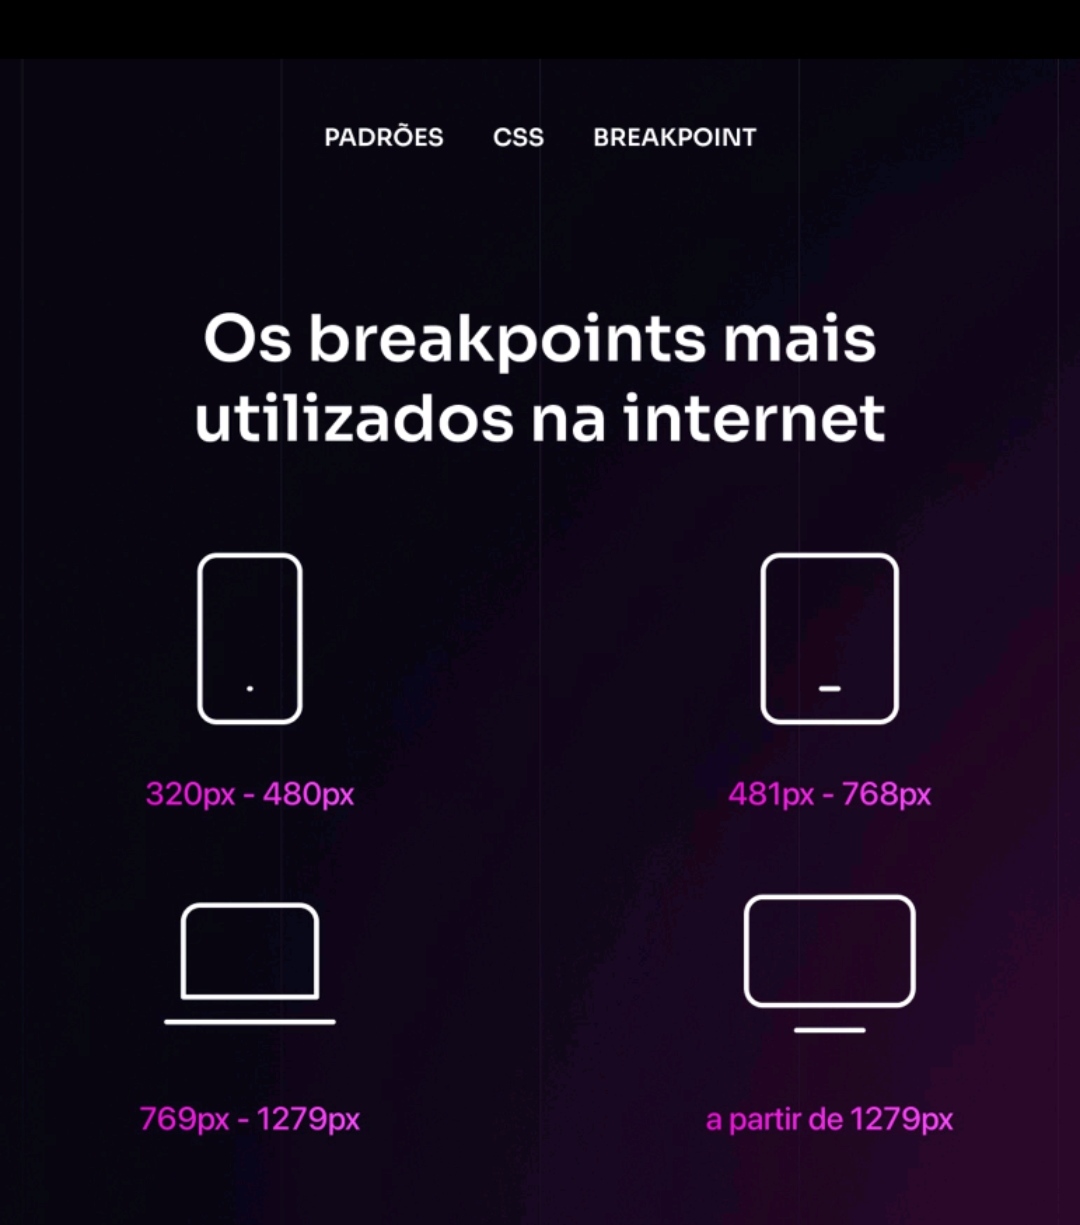 PADRÕES CSS BREAKPOINT
Os breakpoints mais
utilizados na internet
320px - 480px
481px - 768px
769px - 1279px
a partir de 1279px